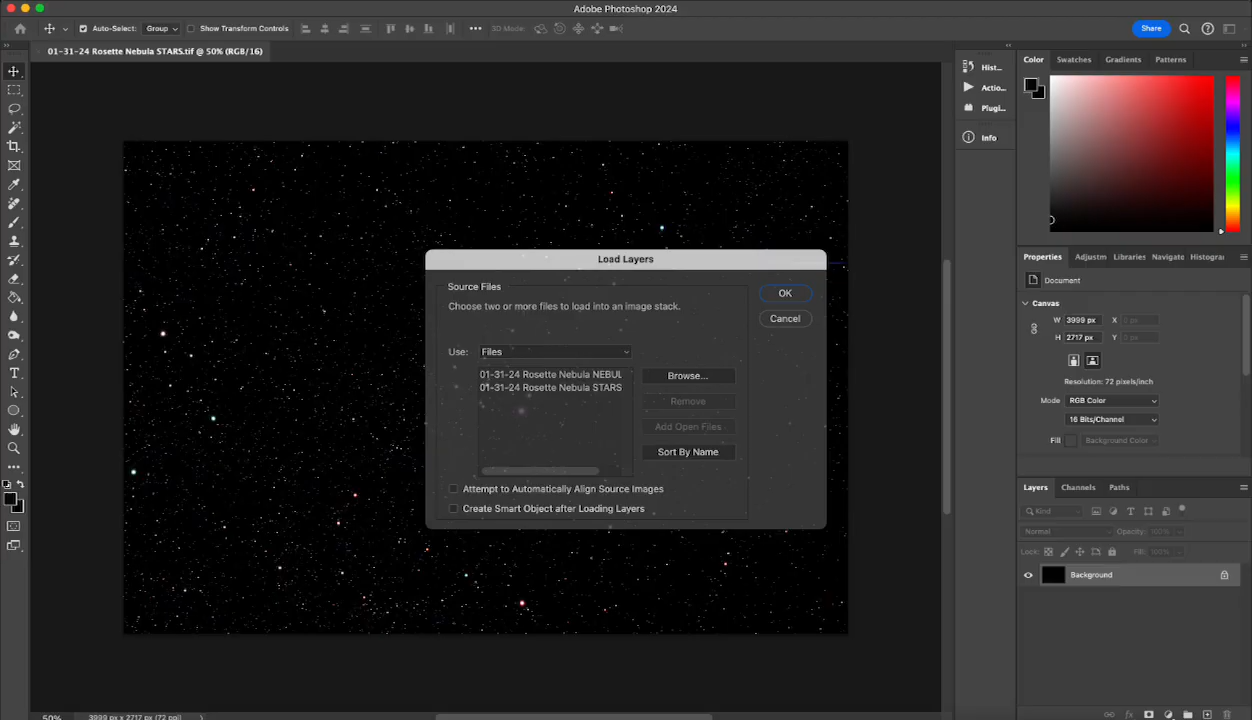 Adobe Photoshop 2024
Auto-Select: Group Show Transform Controls 3D Mode: Share
01-31-24 Rosette Nebula STARS.tif @ 50% (RGB/16)
Hist...
Actio...
Plugi...
Info
Color Swatches Gradients Patterns
Load Layers
Source Files
Choose two or more files to load into an image stack.
OK
Cancel
Use: Files
01-31-24 Rosette Nebula NEBUL
01-31-24 Rosette Nebula STARS
Browse...
Remove
Add Open Files
Sort By Name
Attempt to Automatically Align Source Images
Create Smart Object after Loading Layers
Properties Adjustm Libraries Navigate Histogra
Document
Canvas
W 3999 px X 0 px
H 2717 px Y 0 px
Resolution: 72 pixels/inch
Mode RGB Color
16 Bits/Channel
Fill Background Color
Layers Channels Paths
Kind
Normal Opacity: 100%
Lock: Fill: 100%
Background
50% 3999 px x 2717 px (72 ppi)